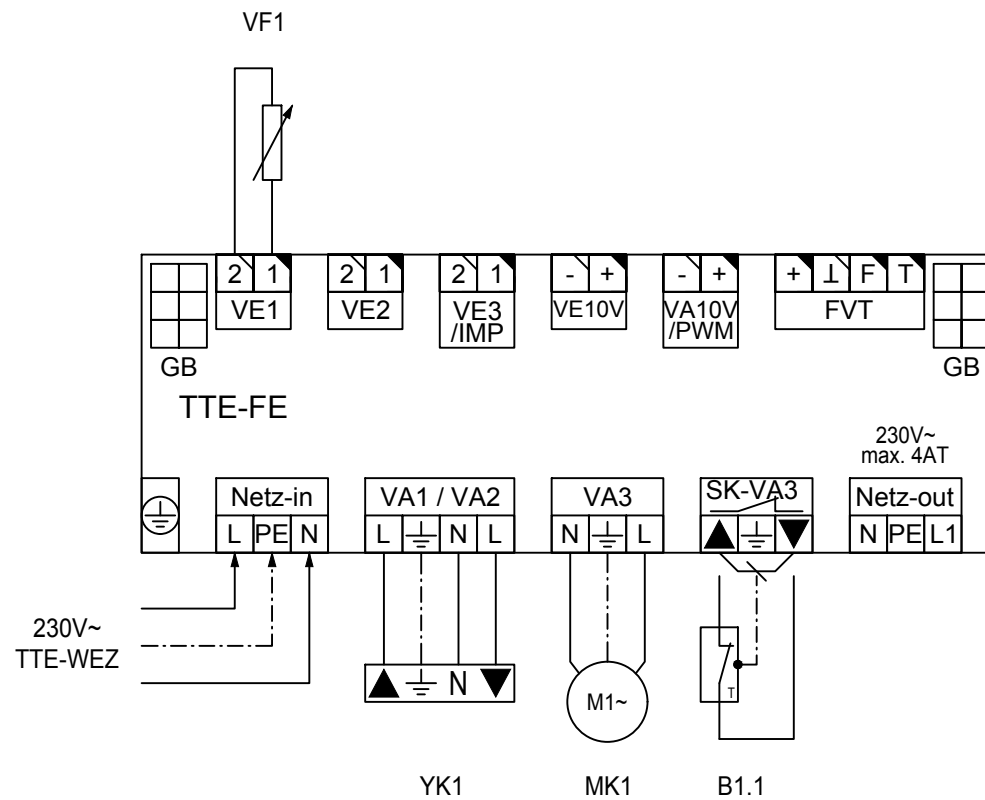 VF1
2 1 2 1 2 1 - + - + + ⊥ F T
VE1 VE2 VE3 /IMP VE10V VA10V /PWM FVT
GB GB
TTE-FE
230V~
max. 4AT
Netz-in VA1 / VA2 VA3 SK-VA3 Netz-out
L PE N L N L N L N PE L1
230V~
TTE-WEZ
N
M1~
T
YK1 MK1 B1.1